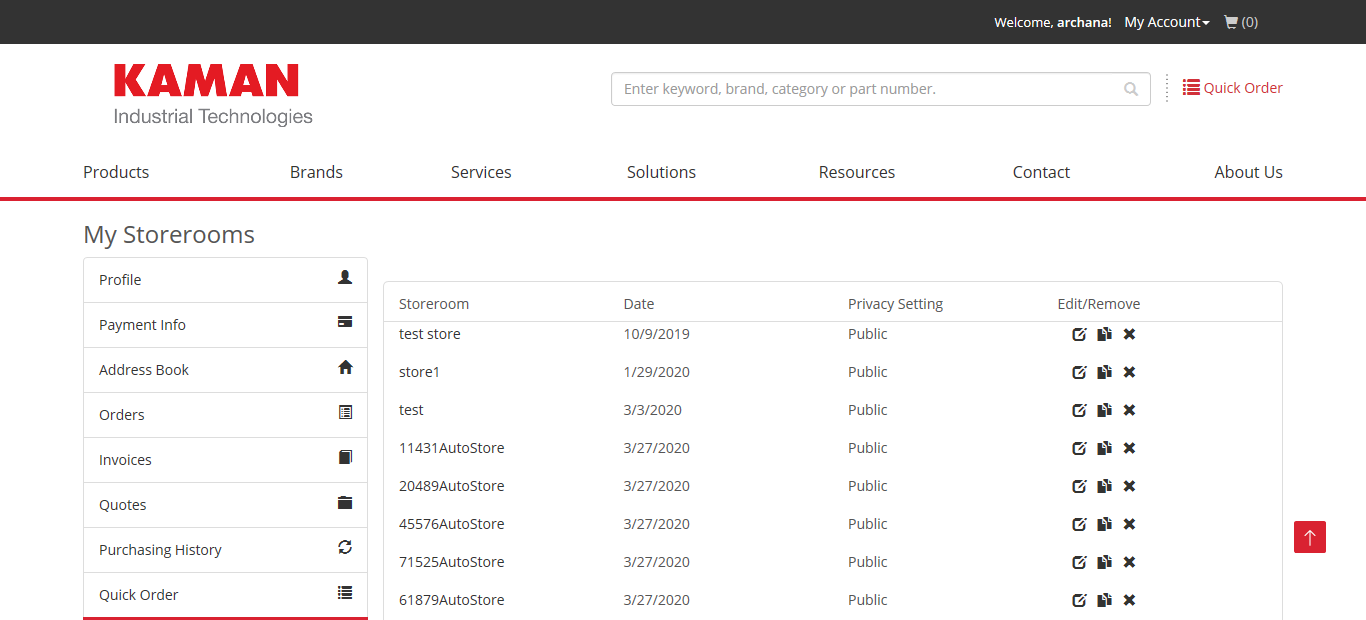 Welcome, archana! My Account (0)
KAMAN
Industrial Technologies
Enter keyword, brand, category or part number.
Quick Order
Products Brands Services Solutions Resources Contact About Us
My Storerooms
Profile
Payment Info
Address Book
Orders
Invoices
Quotes
Purchasing History
Quick Order
Storeroom Date Privacy Setting Edit/Remove
test store 10/9/2019 Public
store1 1/29/2020 Public
test 3/3/2020 Public
11431AutoStore 3/27/2020 Public
20489AutoStore 3/27/2020 Public
45576AutoStore 3/27/2020 Public
71525AutoStore 3/27/2020 Public
61879AutoStore 3/27/2020 Public